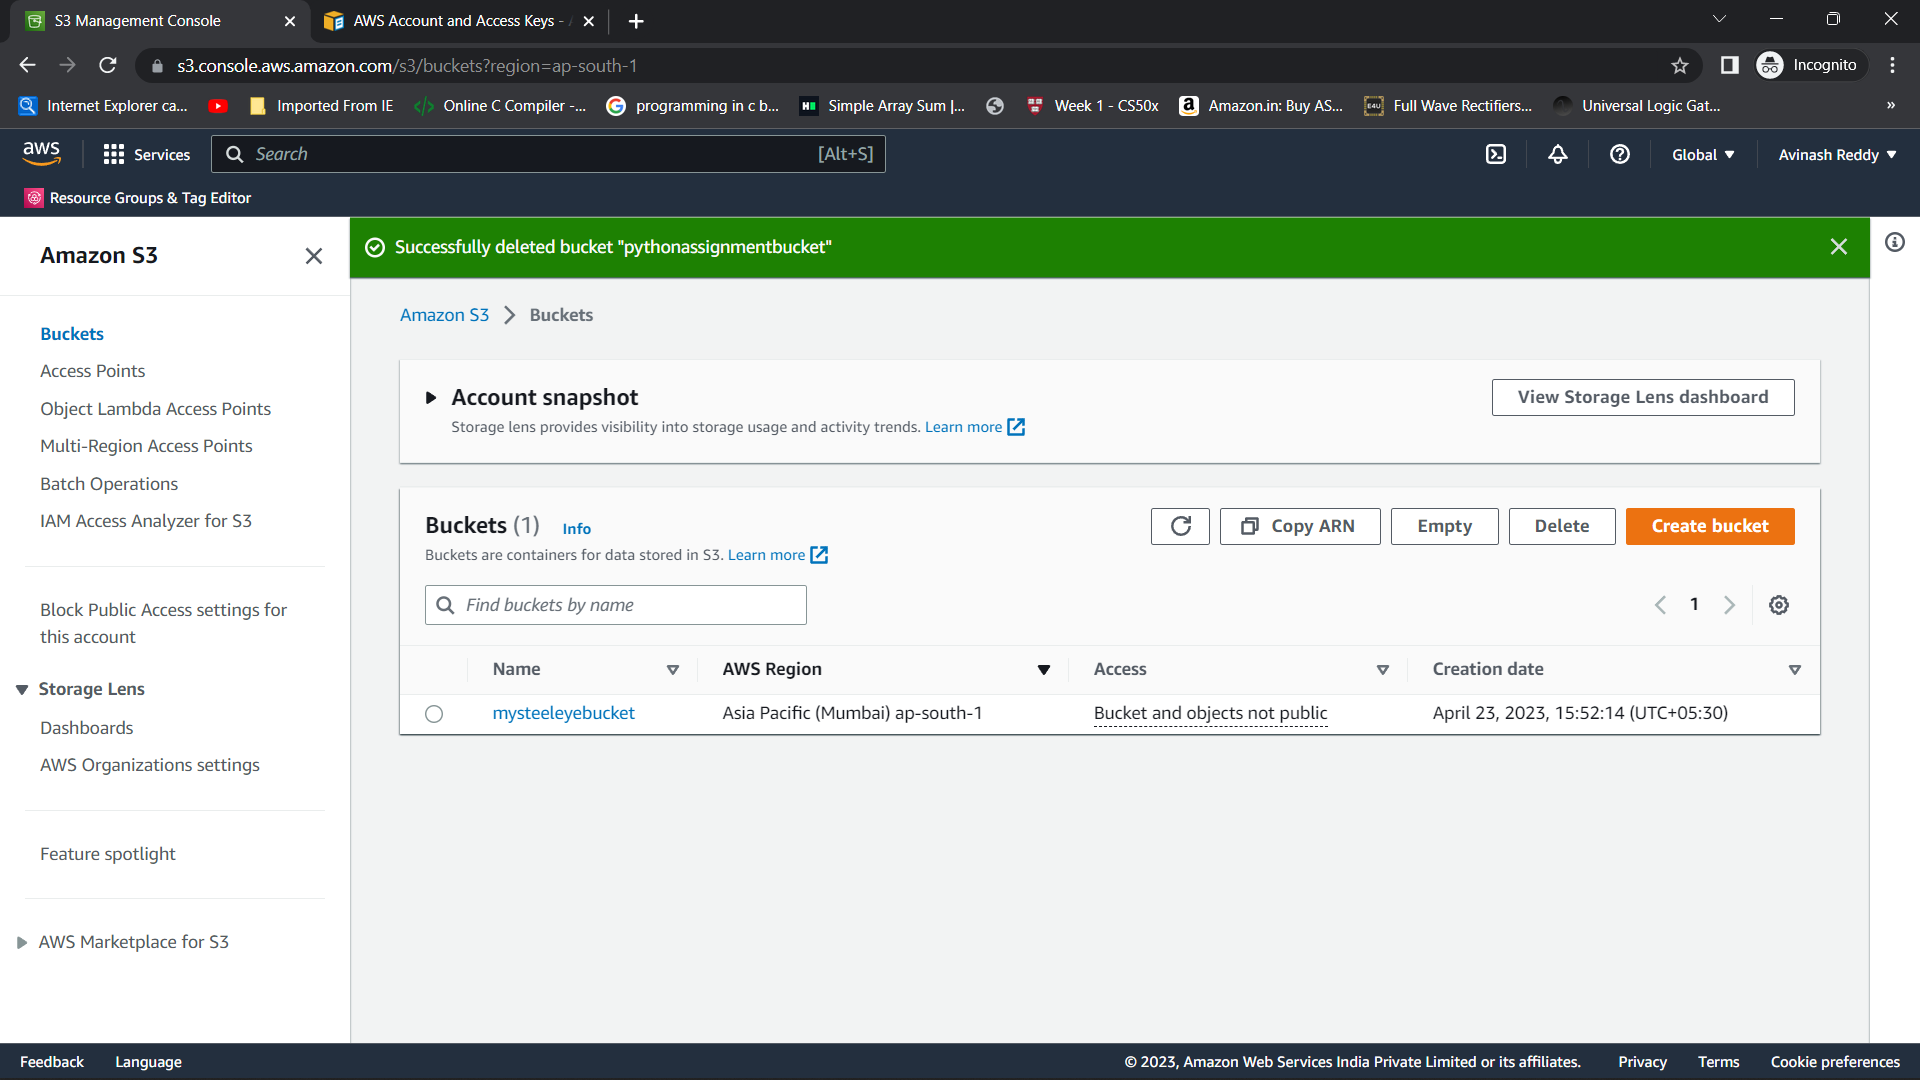 S3 Management Console
AWS Account and Access Keys -
s3.console.aws.amazon.com/s3/buckets?region=ap-south-1
Incognito
Internet Explorer ca...
Imported From IE
Online C Compiler -...
programming in c b...
Simple Array Sum |...
Week 1 - CS50x
Amazon.in: Buy AS...
Full Wave Rectifiers...
Universal Logic Gat...
»
aws
Services
Search
[Alt+S]
Global
Avinash Reddy
Resource Groups & Tag Editor
Amazon S3
Buckets
Access Points
Object Lambda Access Points
Multi-Region Access Points
Batch Operations
IAM Access Analyzer for S3
Block Public Access settings for
this account
Storage Lens
Dashboards
AWS Organizations settings
Feature spotlight
AWS Marketplace for S3
Successfully deleted bucket "pythonassignmentbucket"
Amazon S3 > Buckets
Account snapshot
Storage lens provides visibility into storage usage and activity trends. Learn more
View Storage Lens dashboard
Buckets (1) Info
Buckets are containers for data stored in S3. Learn more
Copy ARN
Empty
Delete
Create bucket
Find buckets by name
1
Name
AWS Region
Access
Creation date
mysteeleyebucket
Asia Pacific (Mumbai) ap-south-1
Bucket and objects not public
April 23, 2023, 15:52:14 (UTC+05:30)
Feedback
Language
© 2023, Amazon Web Services India Private Limited or its affiliates.
Privacy
Terms
Cookie preferences